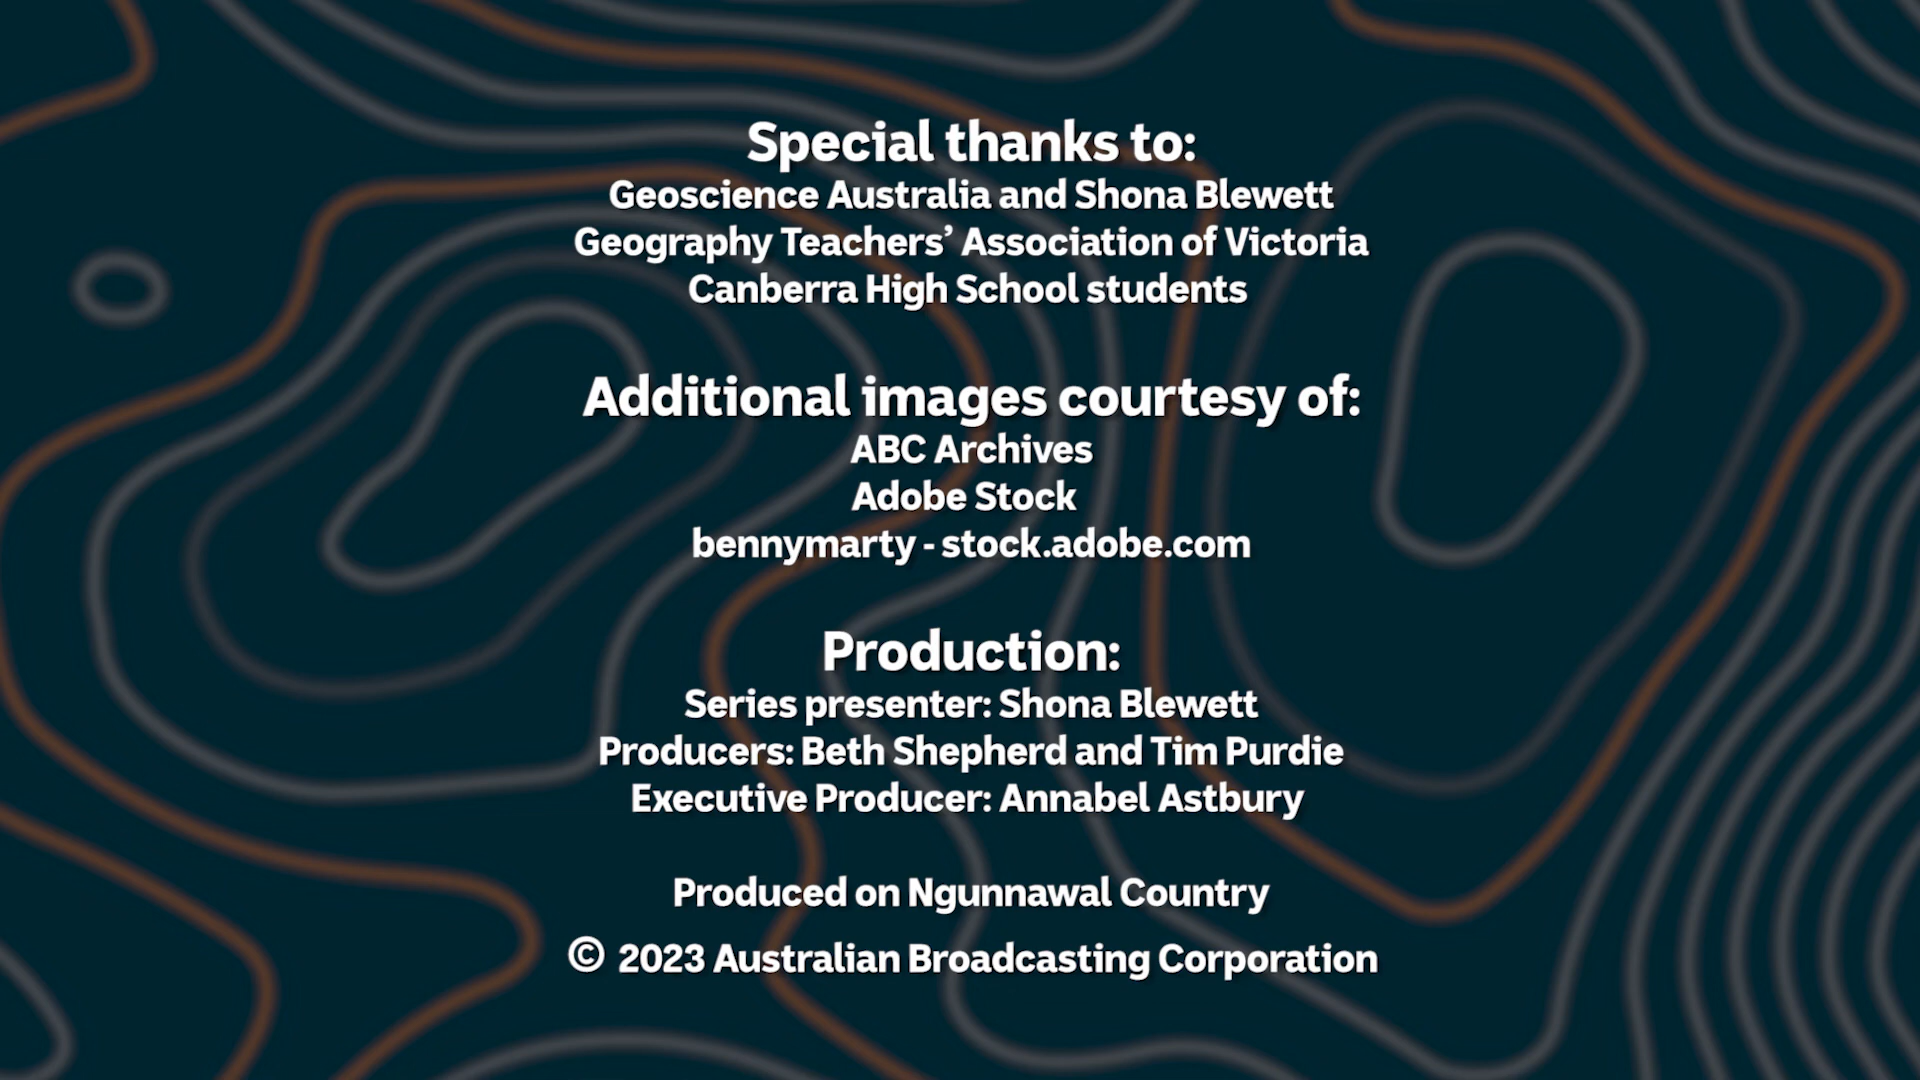 Special thanks to:
Geoscience Australia and Shona Blewett
Geography Teachers’ Association of Victoria
Canberra High School students
Additional images courtesy of:
ABC Archives
Adobe Stock
bennymarty - stock.adobe.com
Production:
Series presenter: Shona Blewett
Producers: Beth Shepherd and Tim Purdie
Executive Producer: Annabel Astbury
Produced on Ngunnawal Country
© 2023 Australian Broadcasting Corporation